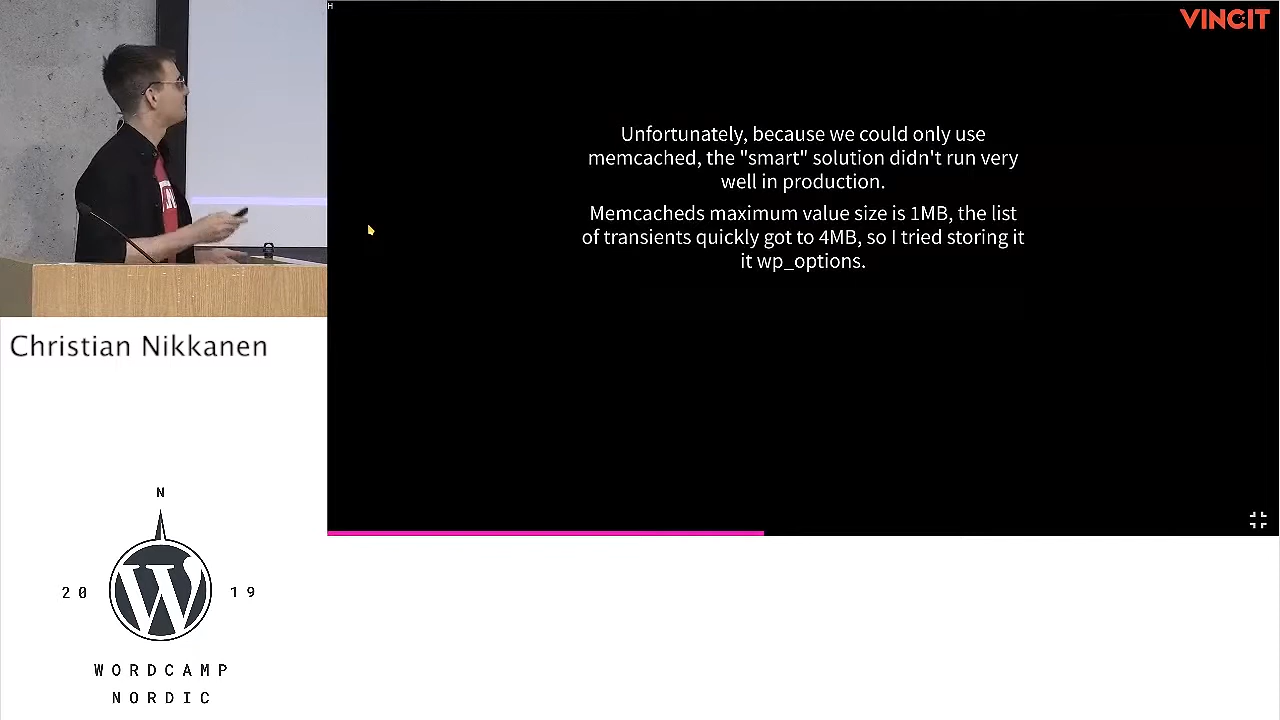 H
VINCIT
Unfortunately, because we could only use
memcached, the "smart" solution didn't run very
well in production.
Memcacheds maximum value size is 1MB, the list
of transients quickly got to 4MB, so I tried storing it
it wp_options.
Christian Nikkanen
N
20 19
WORDCAMP
NORDIC